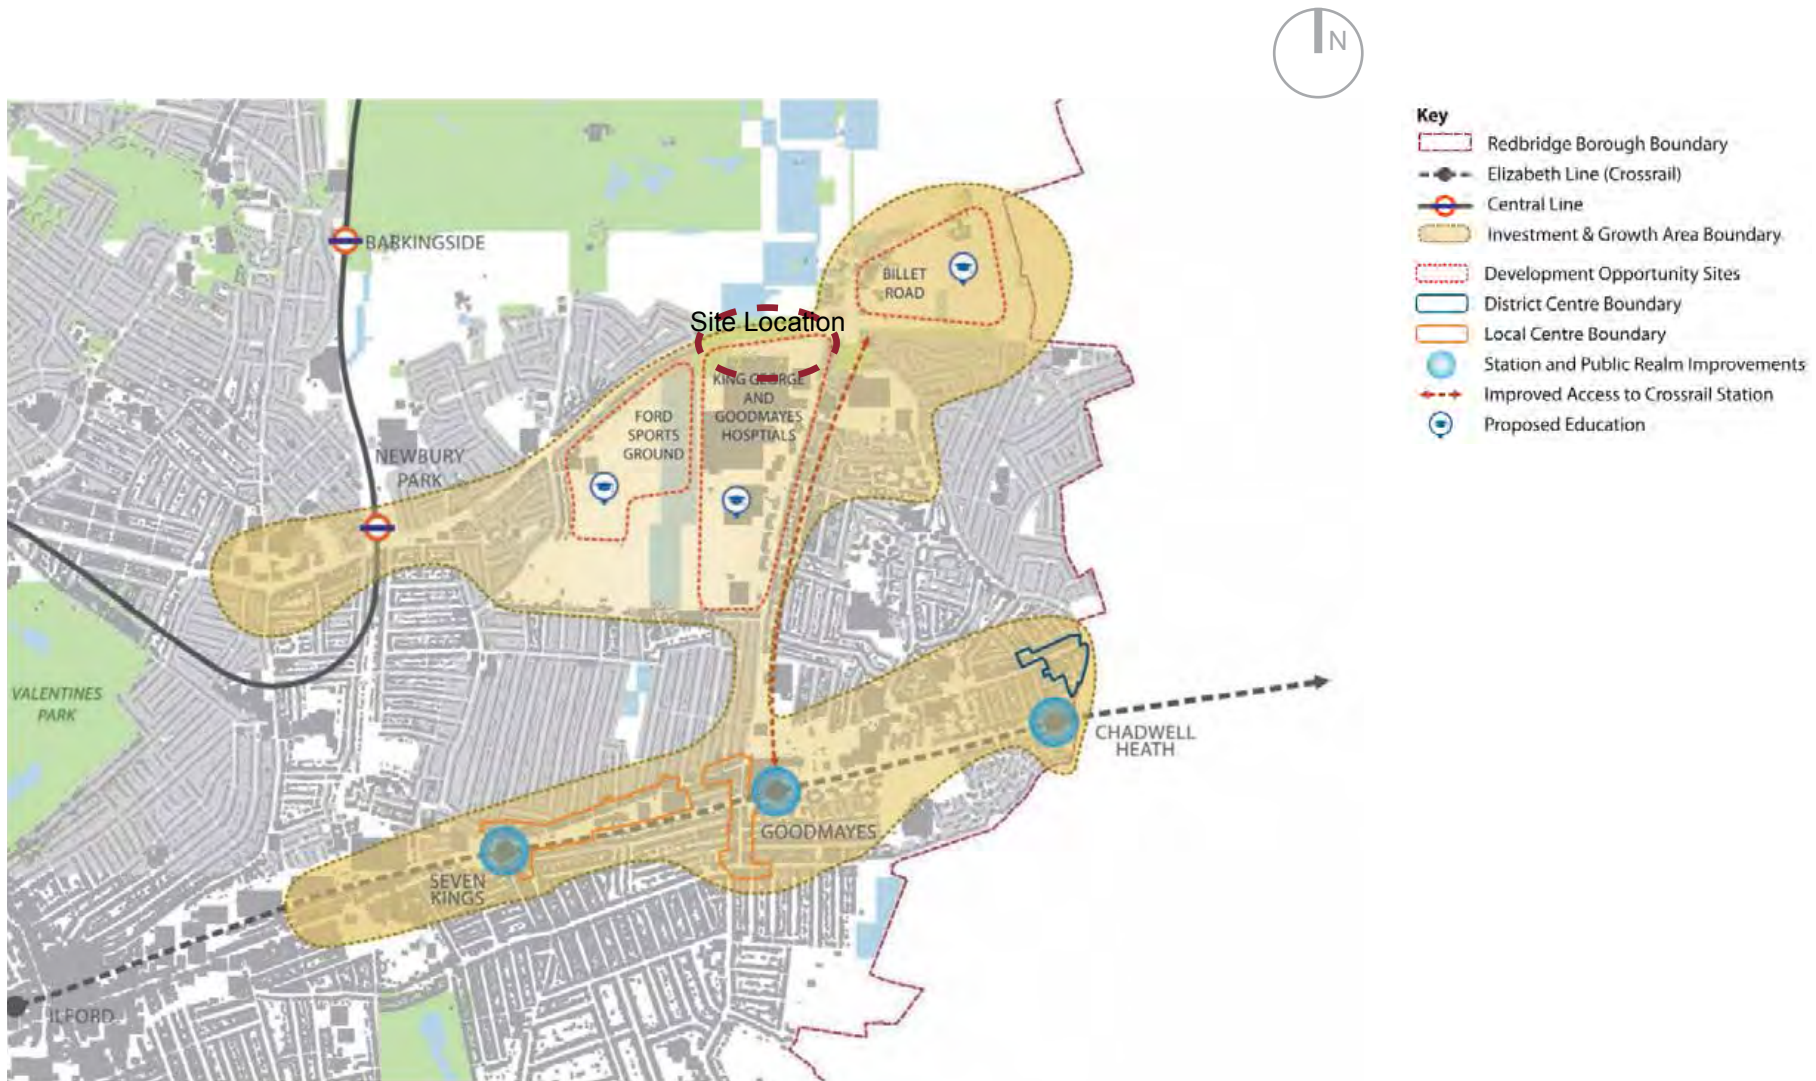 N
BARKINGSIDE
BILLET
ROAD
Site Location
KING GEORGE
AND
GOODMAYES
HOSPTIALS
FORD
SPORTS
GROUND
NEWBURY
PARK
VALENTINES
PARK
CHADWELL
HEATH
GOODMAYES
SEVEN
KINGS
ILFORD
Key
Redbridge Borough Boundary
Elizabeth Line (Crossrail)
Central Line
Investment & Growth Area Boundary
Development Opportunity Sites
District Centre Boundary
Local Centre Boundary
Station and Public Realm Improvements
Improved Access to Crossrail Station
Proposed Education